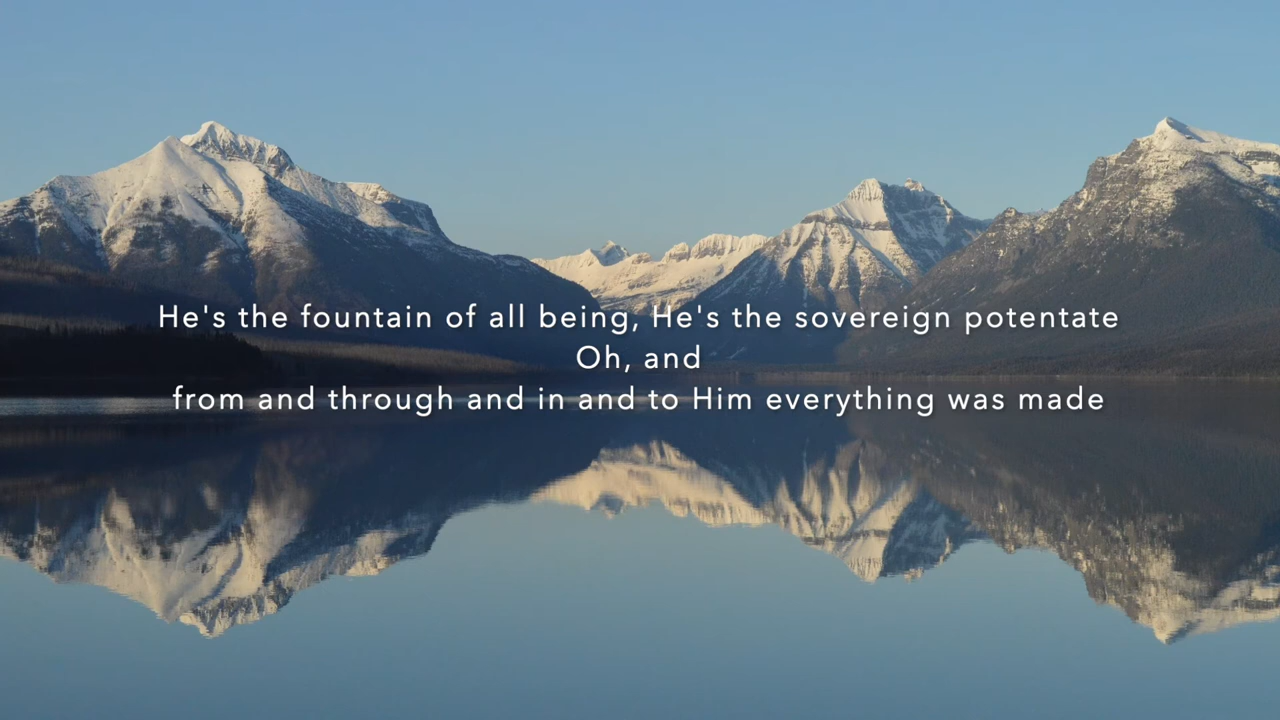 He's the fountain of all being, He's the sovereign potentate
Oh, and
from and through and in and to Him everything was made